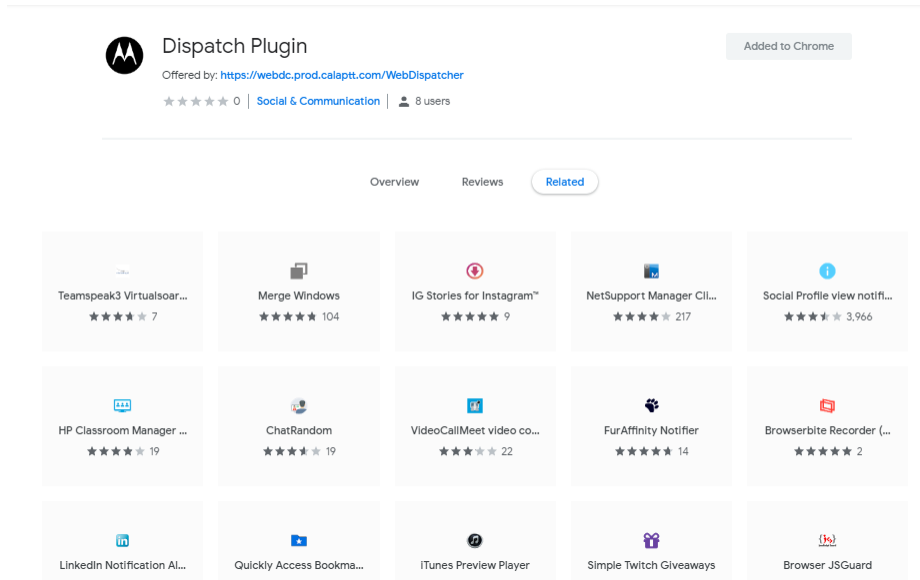 Dispatch Plugin
Added to Chrome
Offered by: https://webdc.prod.calaptt.com/WebDispatcher
0 Social & Communication 8 users
Overview Reviews Related
Teamspeak3 Virtualsoar... Merge Windows IG Stories for Instagram™ NetSupport Manager Cli... Social Profile view notifi...
7 104 9 217 3,966
HP Classroom Manager ... ChatRandom VideoCallMeet video co... FurAffinity Notifier Browserbite Recorder (...
19 19 22 14 2
LinkedIn Notification Al... Quickly Access Bookma... iTunes Preview Player Simple Twitch Giveaways Browser JSGuard